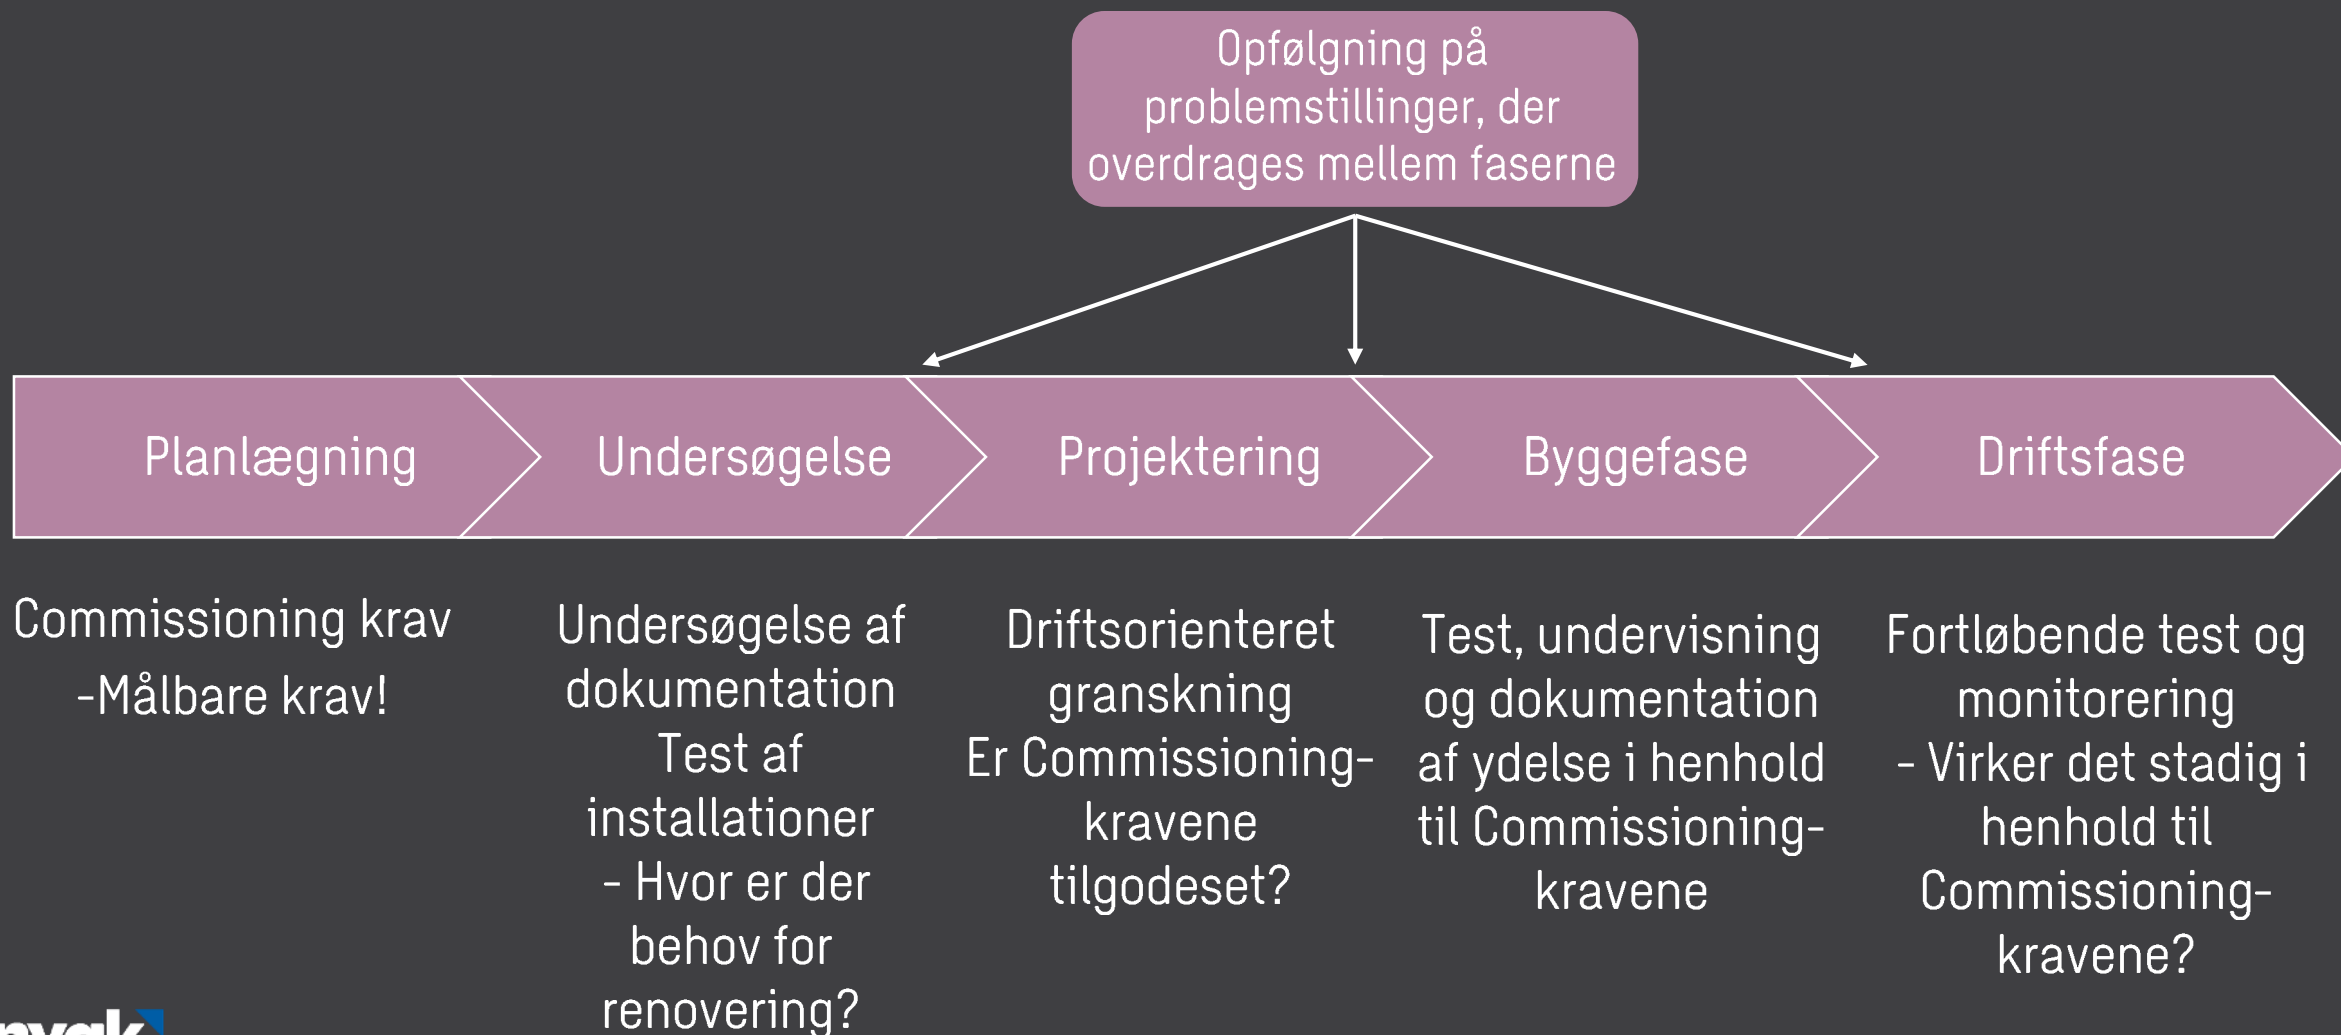 Opfølgning på
problemstillinger, der
overdrages mellem faserne
Planlægning
Undersøgelse
Projektering
Byggefase
Driftsfase
Commissioning krav
-Målbare krav!
Undersøgelse af
dokumentation
Test af
installationer
- Hvor er der
behov for
renovering?
Driftsorienteret
granskning
Er Commissioning-
kravene
tilgodeset?
Test, undervisning
og dokumentation
af ydelse i henhold
til Commissioning-
kravene
Fortløbende test og
monitorering
- Virker det stadig i
henhold til
Commissioning-
kravene?